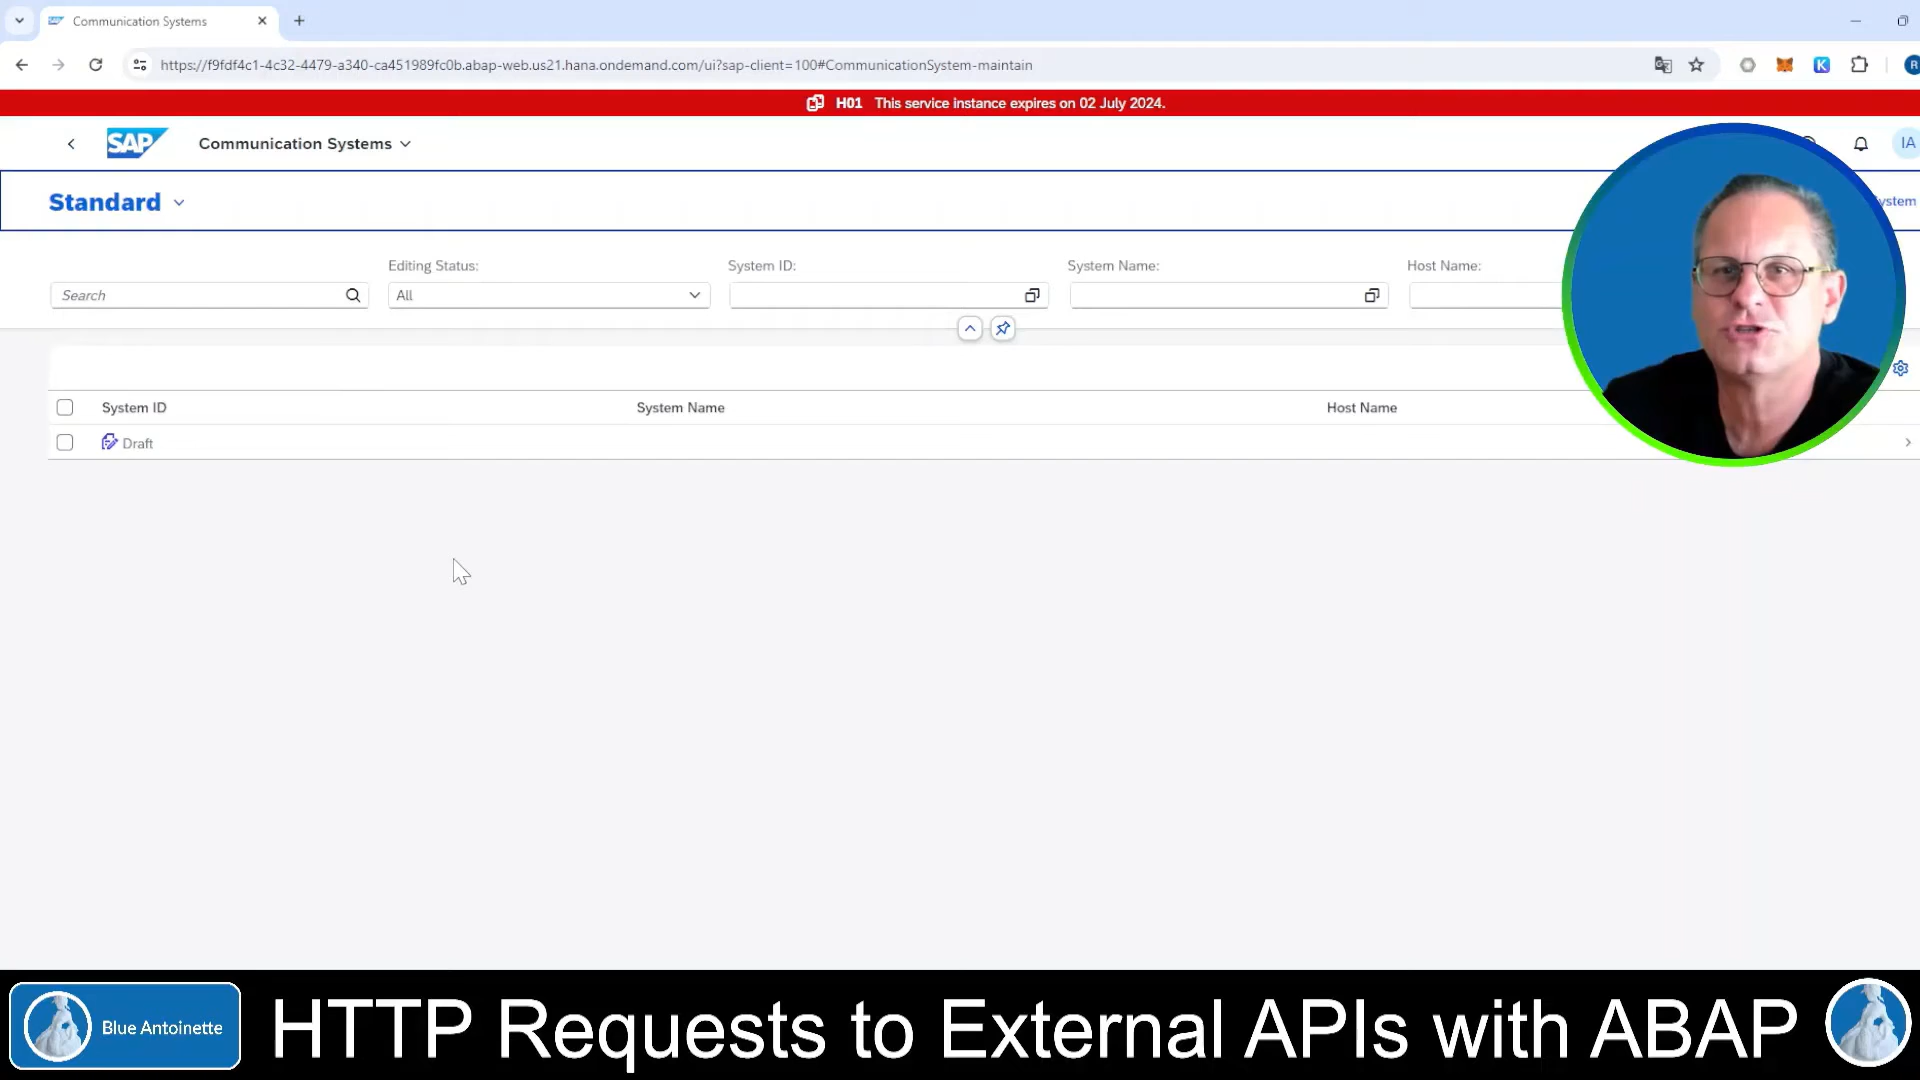 Communication Systems
https://f9fdf4c1-4c32-4479-a340-ca451989fc0b.abap-web.us21.hana.ondemand.com/ui?sap-client=100#CommunicationSystem-maintain
H01 This service instance expires on 02 July 2024.
SAP Communication Systems
IA
Standard
ystem
Editing Status:
System ID:
System Name:
Host Name:
Search
All
System ID
System Name
Host Name
Draft
Blue Antoinette
HTTP Requests to External APIs with ABAP